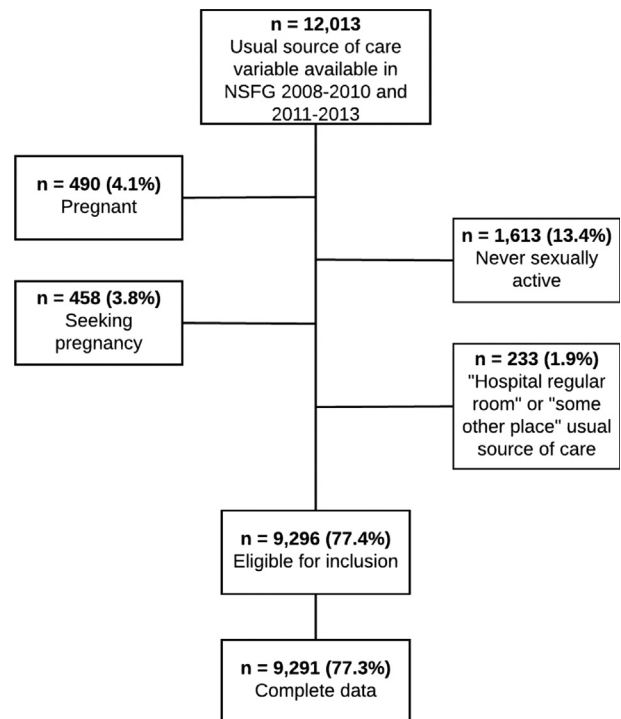 n = 12,013
Usual source of care
variable available in
NSFG 2008-2010 and
2011-2013
n = 490 (4.1%)
Pregnant
n = 1,613 (13.4%)
Never sexually
active
n = 458 (3.8%)
Seeking
pregnancy
n = 233 (1.9%)
"Hospital regular
room" or "some
other place" usual
source of care
n = 9,296 (77.4%)
Eligible for inclusion
n = 9,291 (77.3%)
Complete data